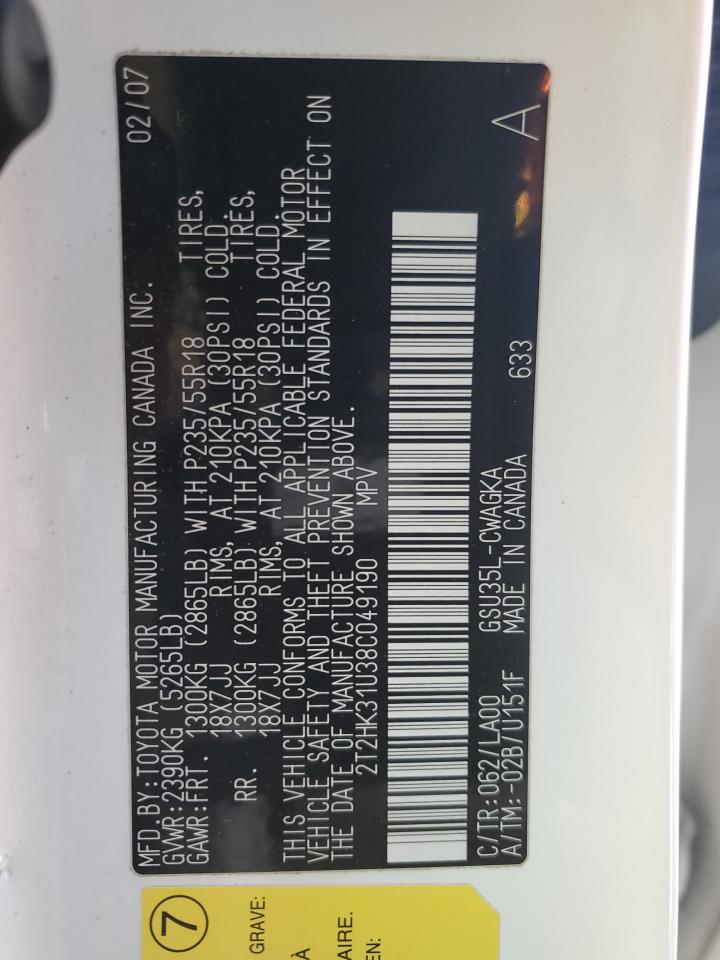 MFD.BY:TOYOTA MOTOR MANUFACTURING CANADA INC. 02/07
GVWR:2390KG (5265LB)
GAWR:FRT. 1300KG (2865LB) WITH P235/55R18 TIRES,
18X7JJ RIMS, AT 210KPA (30PSI) COLD.
RR. 1300KG (2865LB) WITH P235/55R18 TIRES,
18X7JJ RIMS, AT 210KPA (30PSI) COLD.
THIS VEHICLE CONFORMS TO ALL APPLICABLE FEDERAL MOTOR
VEHICLE SAFETY AND THEFT PREVENTION STANDARDS IN EFFECT ON
THE DATE OF MANUFACTURE SHOWN ABOVE.
2T2HK31U38C049190 MPV
C/TR:062/LA00 GSU35L-CWAGKA
A/TM:-02B/U151F MADE IN CANADA 633 A
7
GRAVE:
À
AIRE.
EN: